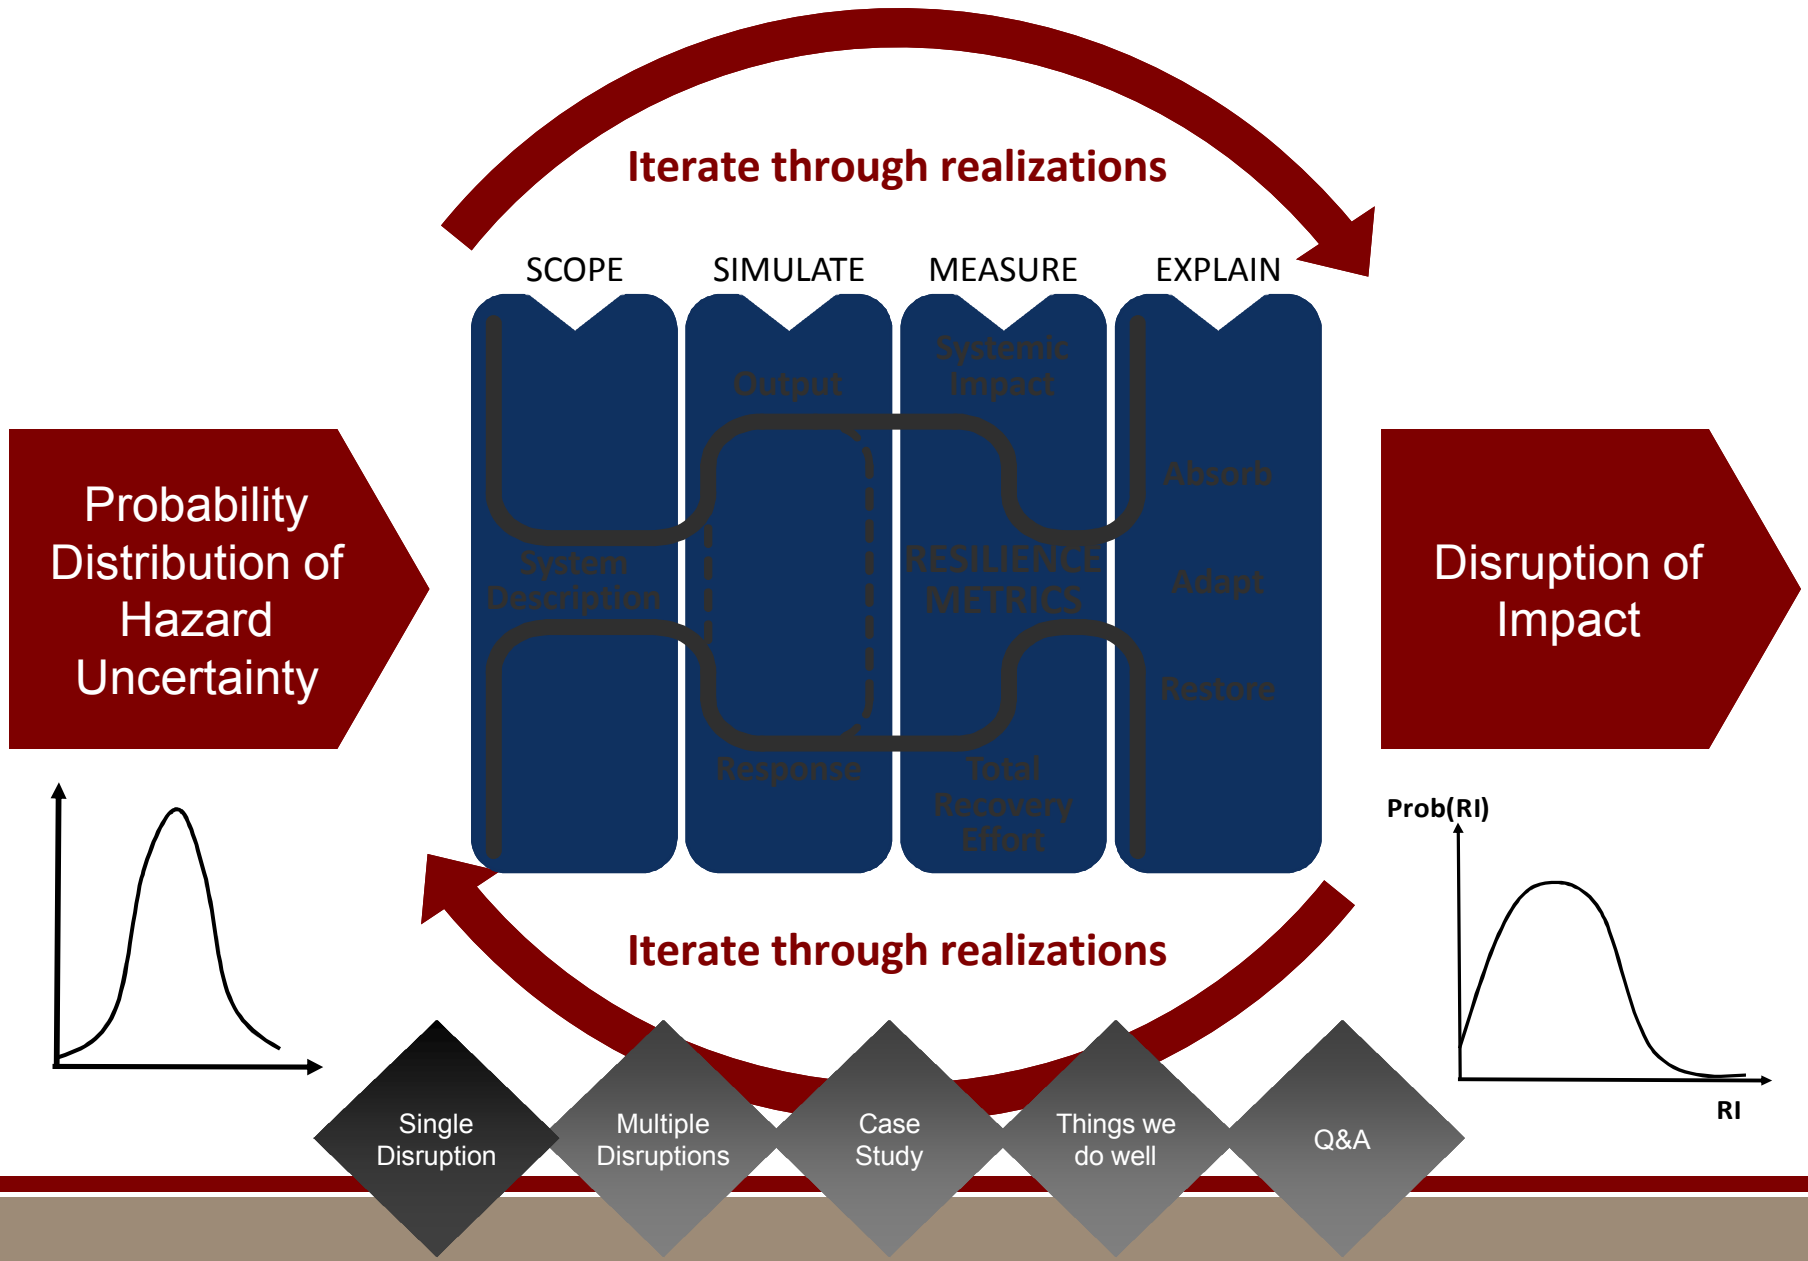 Iterate through realizations
SCOPE
SIMULATE
MEASURE
EXPLAIN
Probability
Distribution of
Hazard
Uncertainty
System
Description
Output
Response
Systemic
Impact
RESILIENCE
METRICS
Total
Recovery
Effort
Absorb
Adapt
Restore
Disruption of
Impact
Prob(RI)
RI
Iterate through realizations
Single
Disruption
Multiple
Disruptions
Case
Study
Things we
do well
Q&A